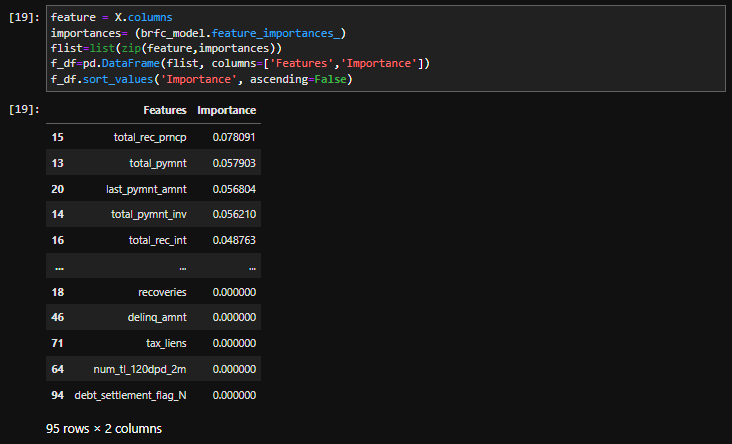 [19]: feature = X.columns
importances= (brfc_model.feature_importances_)
flist=list(zip(feature,importances))
f_df=pd.DataFrame(flist, columns=['Features','Importance'])
f_df.sort_values('Importance', ascending=False)
[19]: Features Importance
15 total_rec_prncp 0.078091
13 total_pymnt 0.057903
20 last_pymnt_amnt 0.056804
14 total_pymnt_inv 0.056210
16 total_rec_int 0.048763
... ... ...
18 recoveries 0.000000
46 delinq_amnt 0.000000
71 tax_liens 0.000000
64 num_tl_120dpd_2m 0.000000
94 debt_settlement_flag_N 0.000000
95 rows × 2 columns